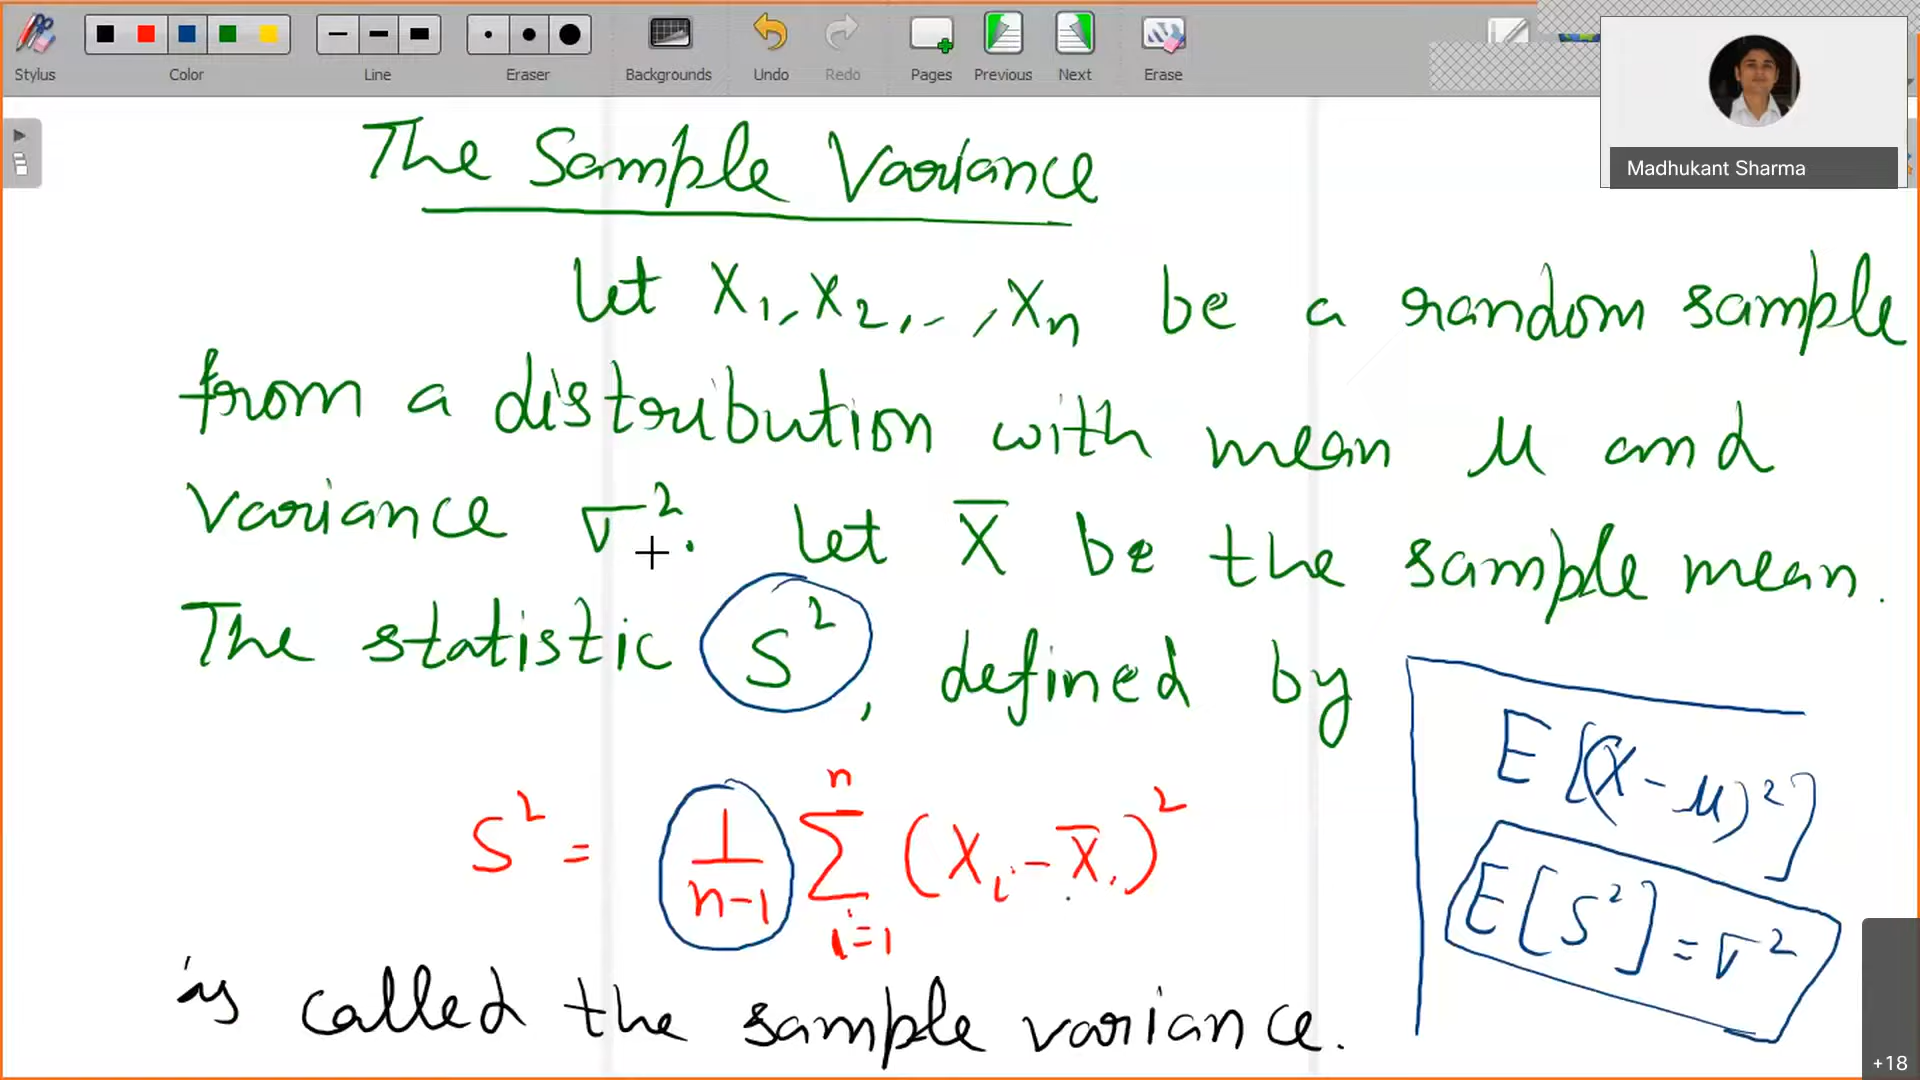 Stylus Color Line Eraser Backgrounds Undo Redo Pages Previous Next Erase
Madhukant Sharma
The Sample Variance
Let X₁, X₂, .., Xₙ be a random sample
from a distribution with mean μ and
variance σ². Let X̅ be the sample mean.
The statistic S², defined by
S² = 1/(n-1) ∑ᵢ₌₁ⁿ (Xᵢ - X̅)²
is called the sample variance.
E[(X-μ)²]
E[S²] = σ²
+18